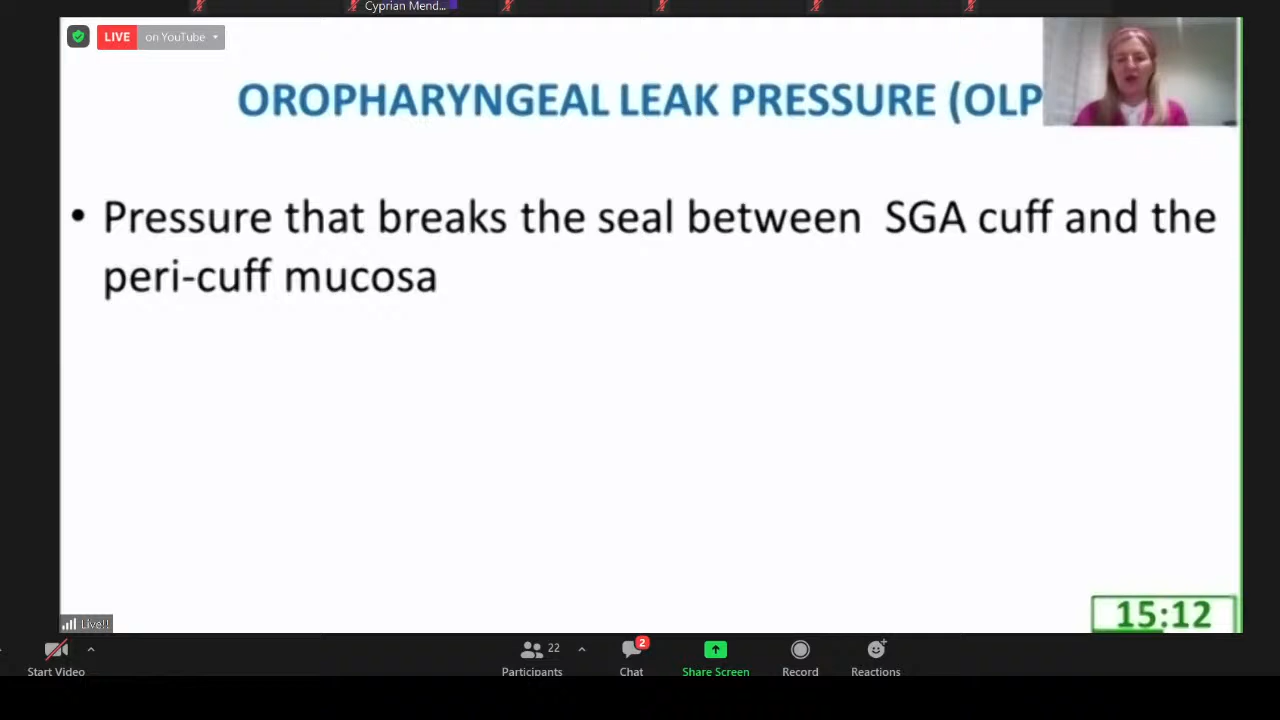 Cyprian Mend...
LIVE on YouTube
OROPHARYNGEAL LEAK PRESSURE (OLP
• Pressure that breaks the seal between SGA cuff and the
peri-cuff mucosa
15:12
Live!!
Start Video
22
Participants
2
Chat
Share Screen
Record
Reactions